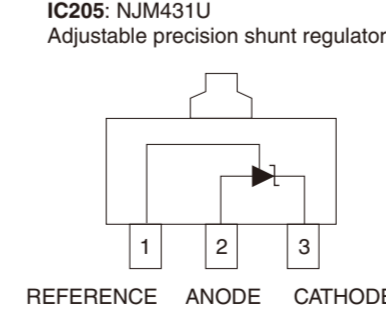 IC205: NJM431U
Adjustable precision shunt regulator
1 2 3
REFERENCE ANODE CATHODE